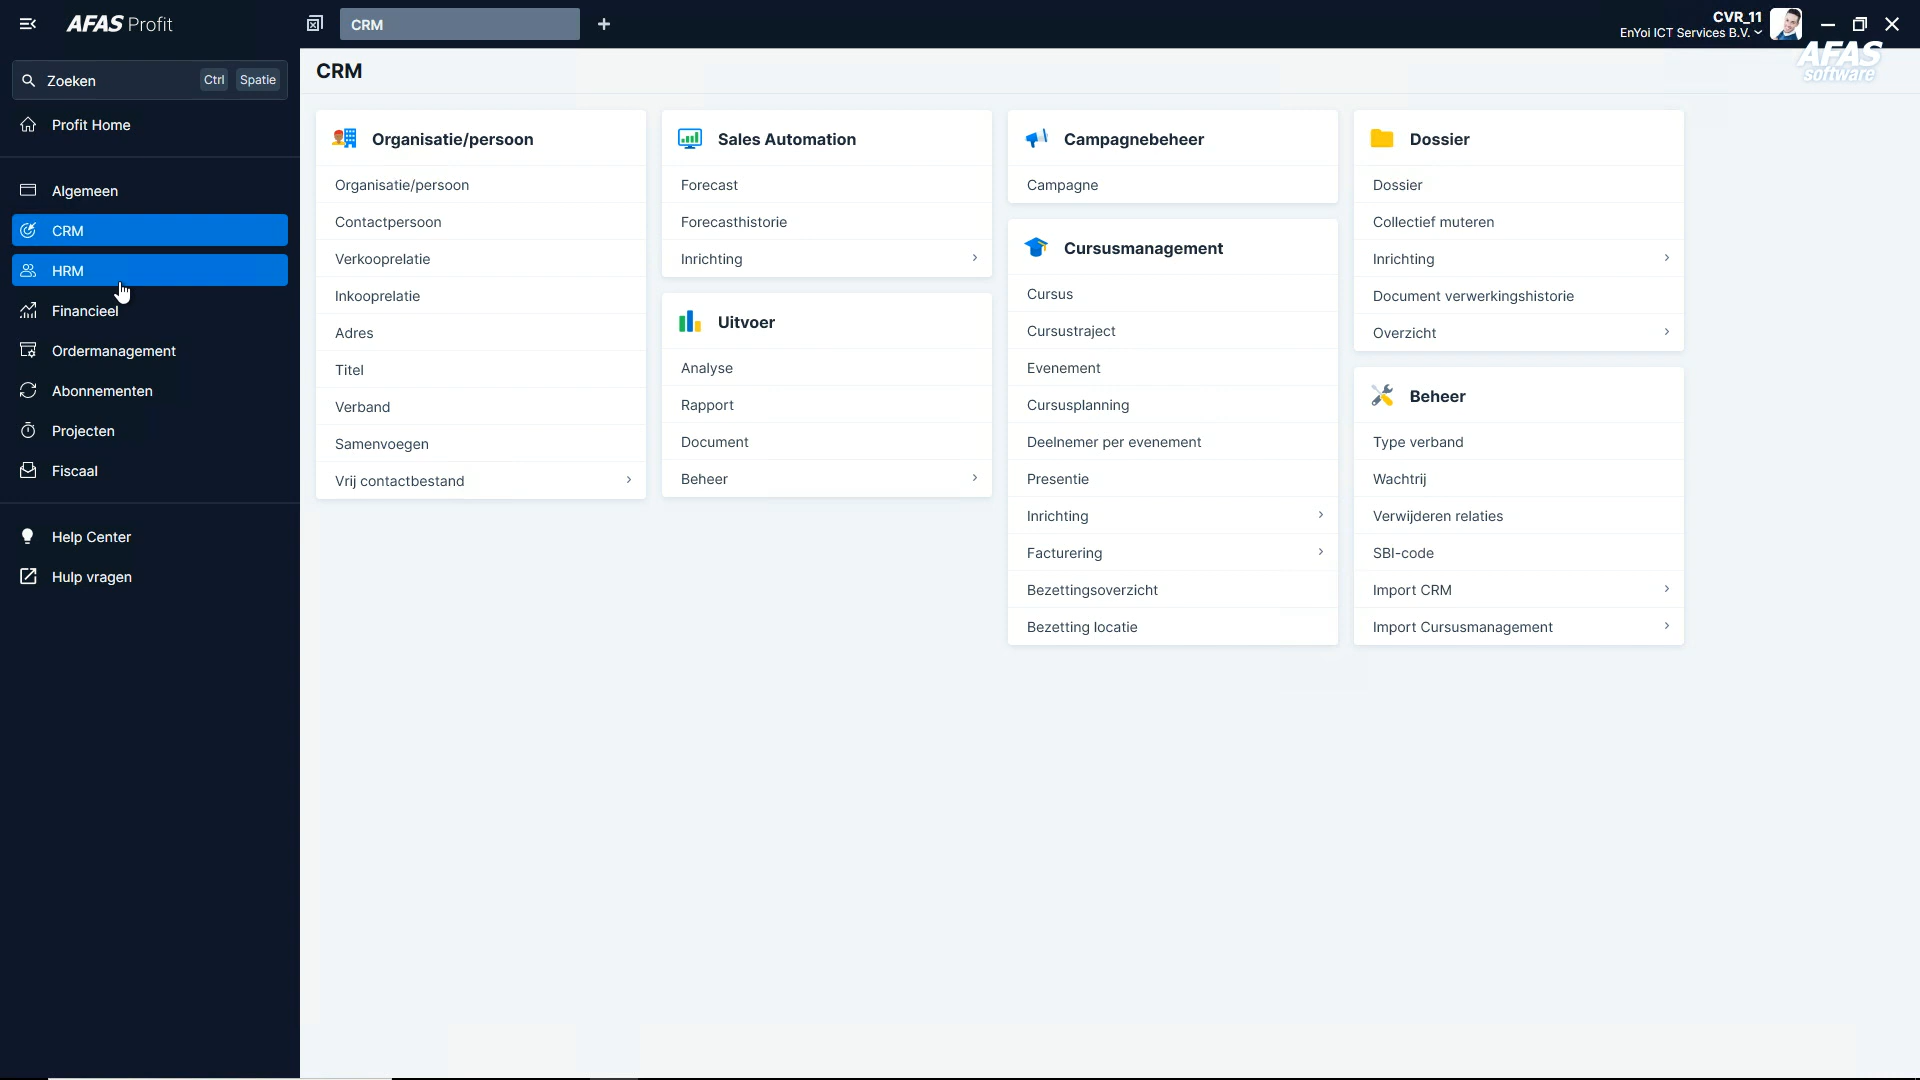 AFAS Profit
CRM
CVR_11
EnYoi ICT Services B.V.
AFAS
software
Zoeken
Ctrl
Spatie
Profit Home
Algemeen
CRM
HRM
Financieel
Ordermanagement
Abonnementen
Projecten
Fiscaal
Help Center
Hulp vragen
CRM
Organisatie/persoon
Organisatie/persoon
Contactpersoon
Verkooprelatie
Inkooprelatie
Adres
Titel
Verband
Samenvoegen
Vrij contactbestand
Sales Automation
Forecast
Forecasthistorie
Inrichting
Uitvoer
Analyse
Rapport
Document
Beheer
Campagnebeheer
Campagne
Cursusmanagement
Cursus
Cursustraject
Evenement
Cursusplanning
Deelnemer per evenement
Presentie
Inrichting
Facturering
Bezettingsoverzicht
Bezetting locatie
Dossier
Dossier
Collectief muteren
Inrichting
Document verwerkingshistorie
Overzicht
Beheer
Type verband
Wachtrij
Verwijderen relaties
SBI-code
Import CRM
Import Cursusmanagement